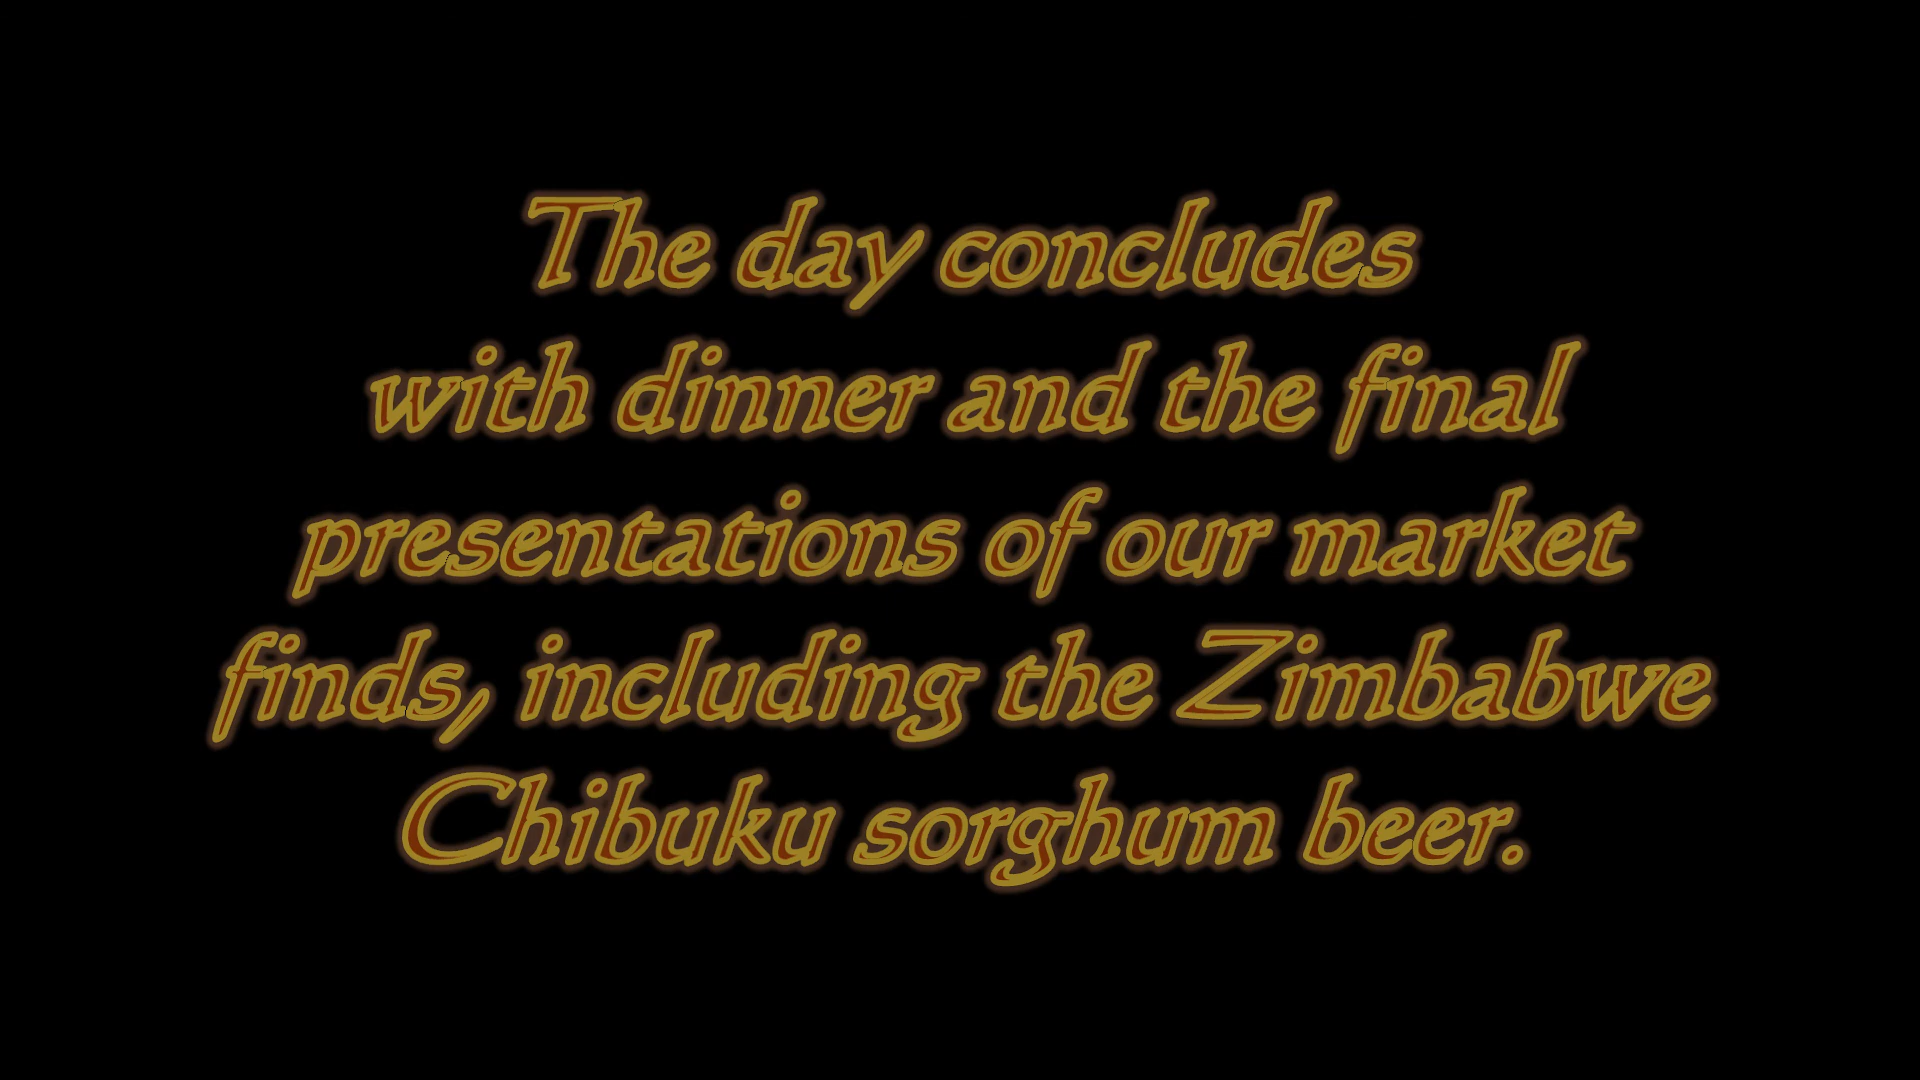 The day concludes
with dinner and the final
presentations of our market
finds, including the Zimbabwe
Chibuku sorghum beer.